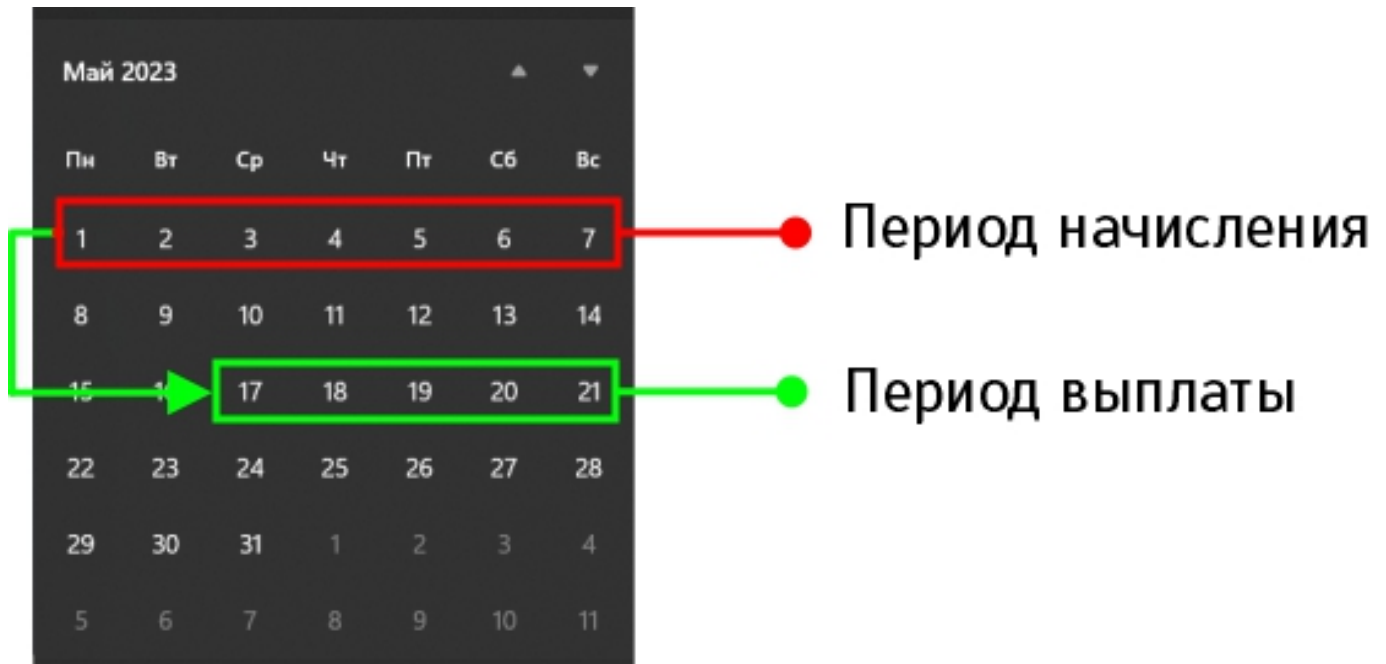 Май 2023
Пн Вт Ср Чт Пт Сб Вс
1 2 3 4 5 6 7 Период начисления
8 9 10 11 12 13 14
15 17 18 19 20 21 Период выплаты
22 23 24 25 26 27 28
29 30 31 1 2 3 4
5 6 7 8 9 10 11